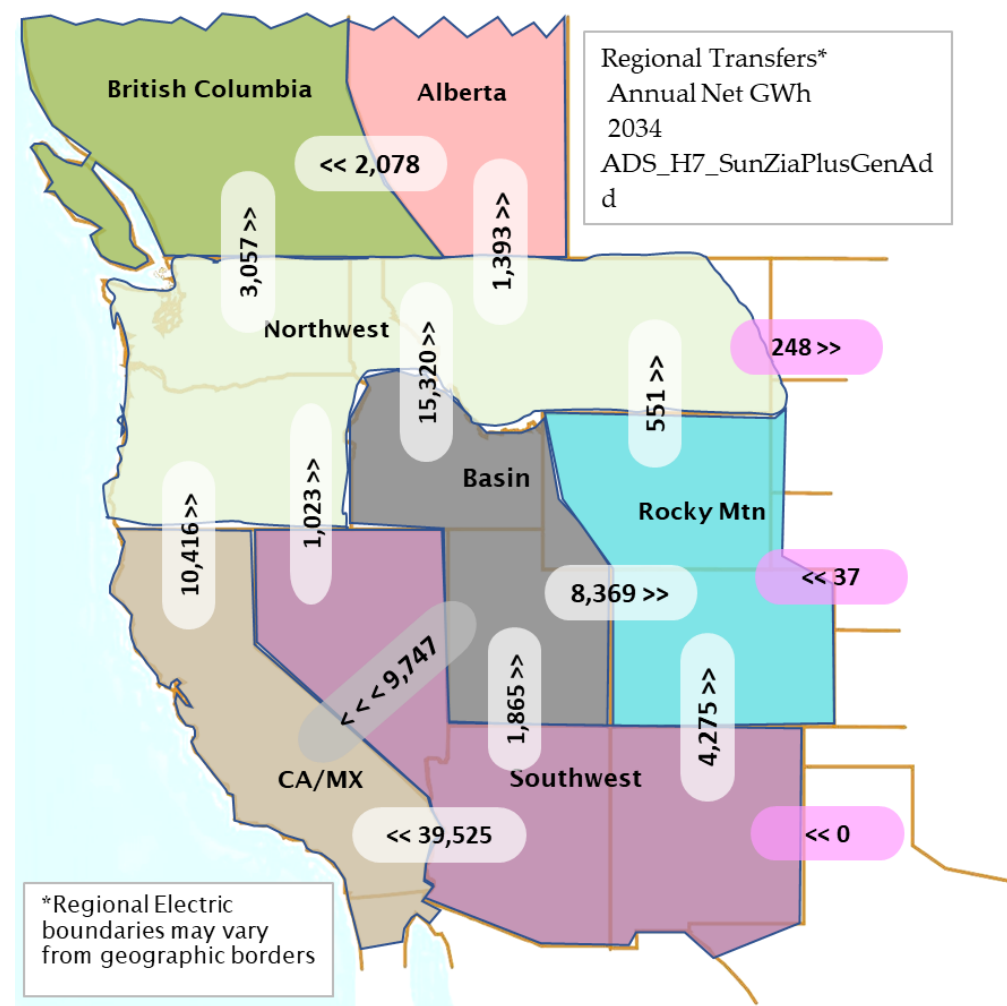 British Columbia
Alberta
Regional Transfers*
Annual Net GWh
2034
ADS_H7_SunZiaPlusGenAd
d
<< 2,078
3,057 >>
1,393 >>
Northwest
15,320 >>
551 >>
248 >>
Basin
Rocky Mtn
10,416 >>
1,023 >>
8,369 >>
<< 37
< < < 9,747
1,865 >>
4,275 >>
CA/MX
Southwest
<< 39,525
<< 0
*Regional Electric
boundaries may vary
from geographic borders